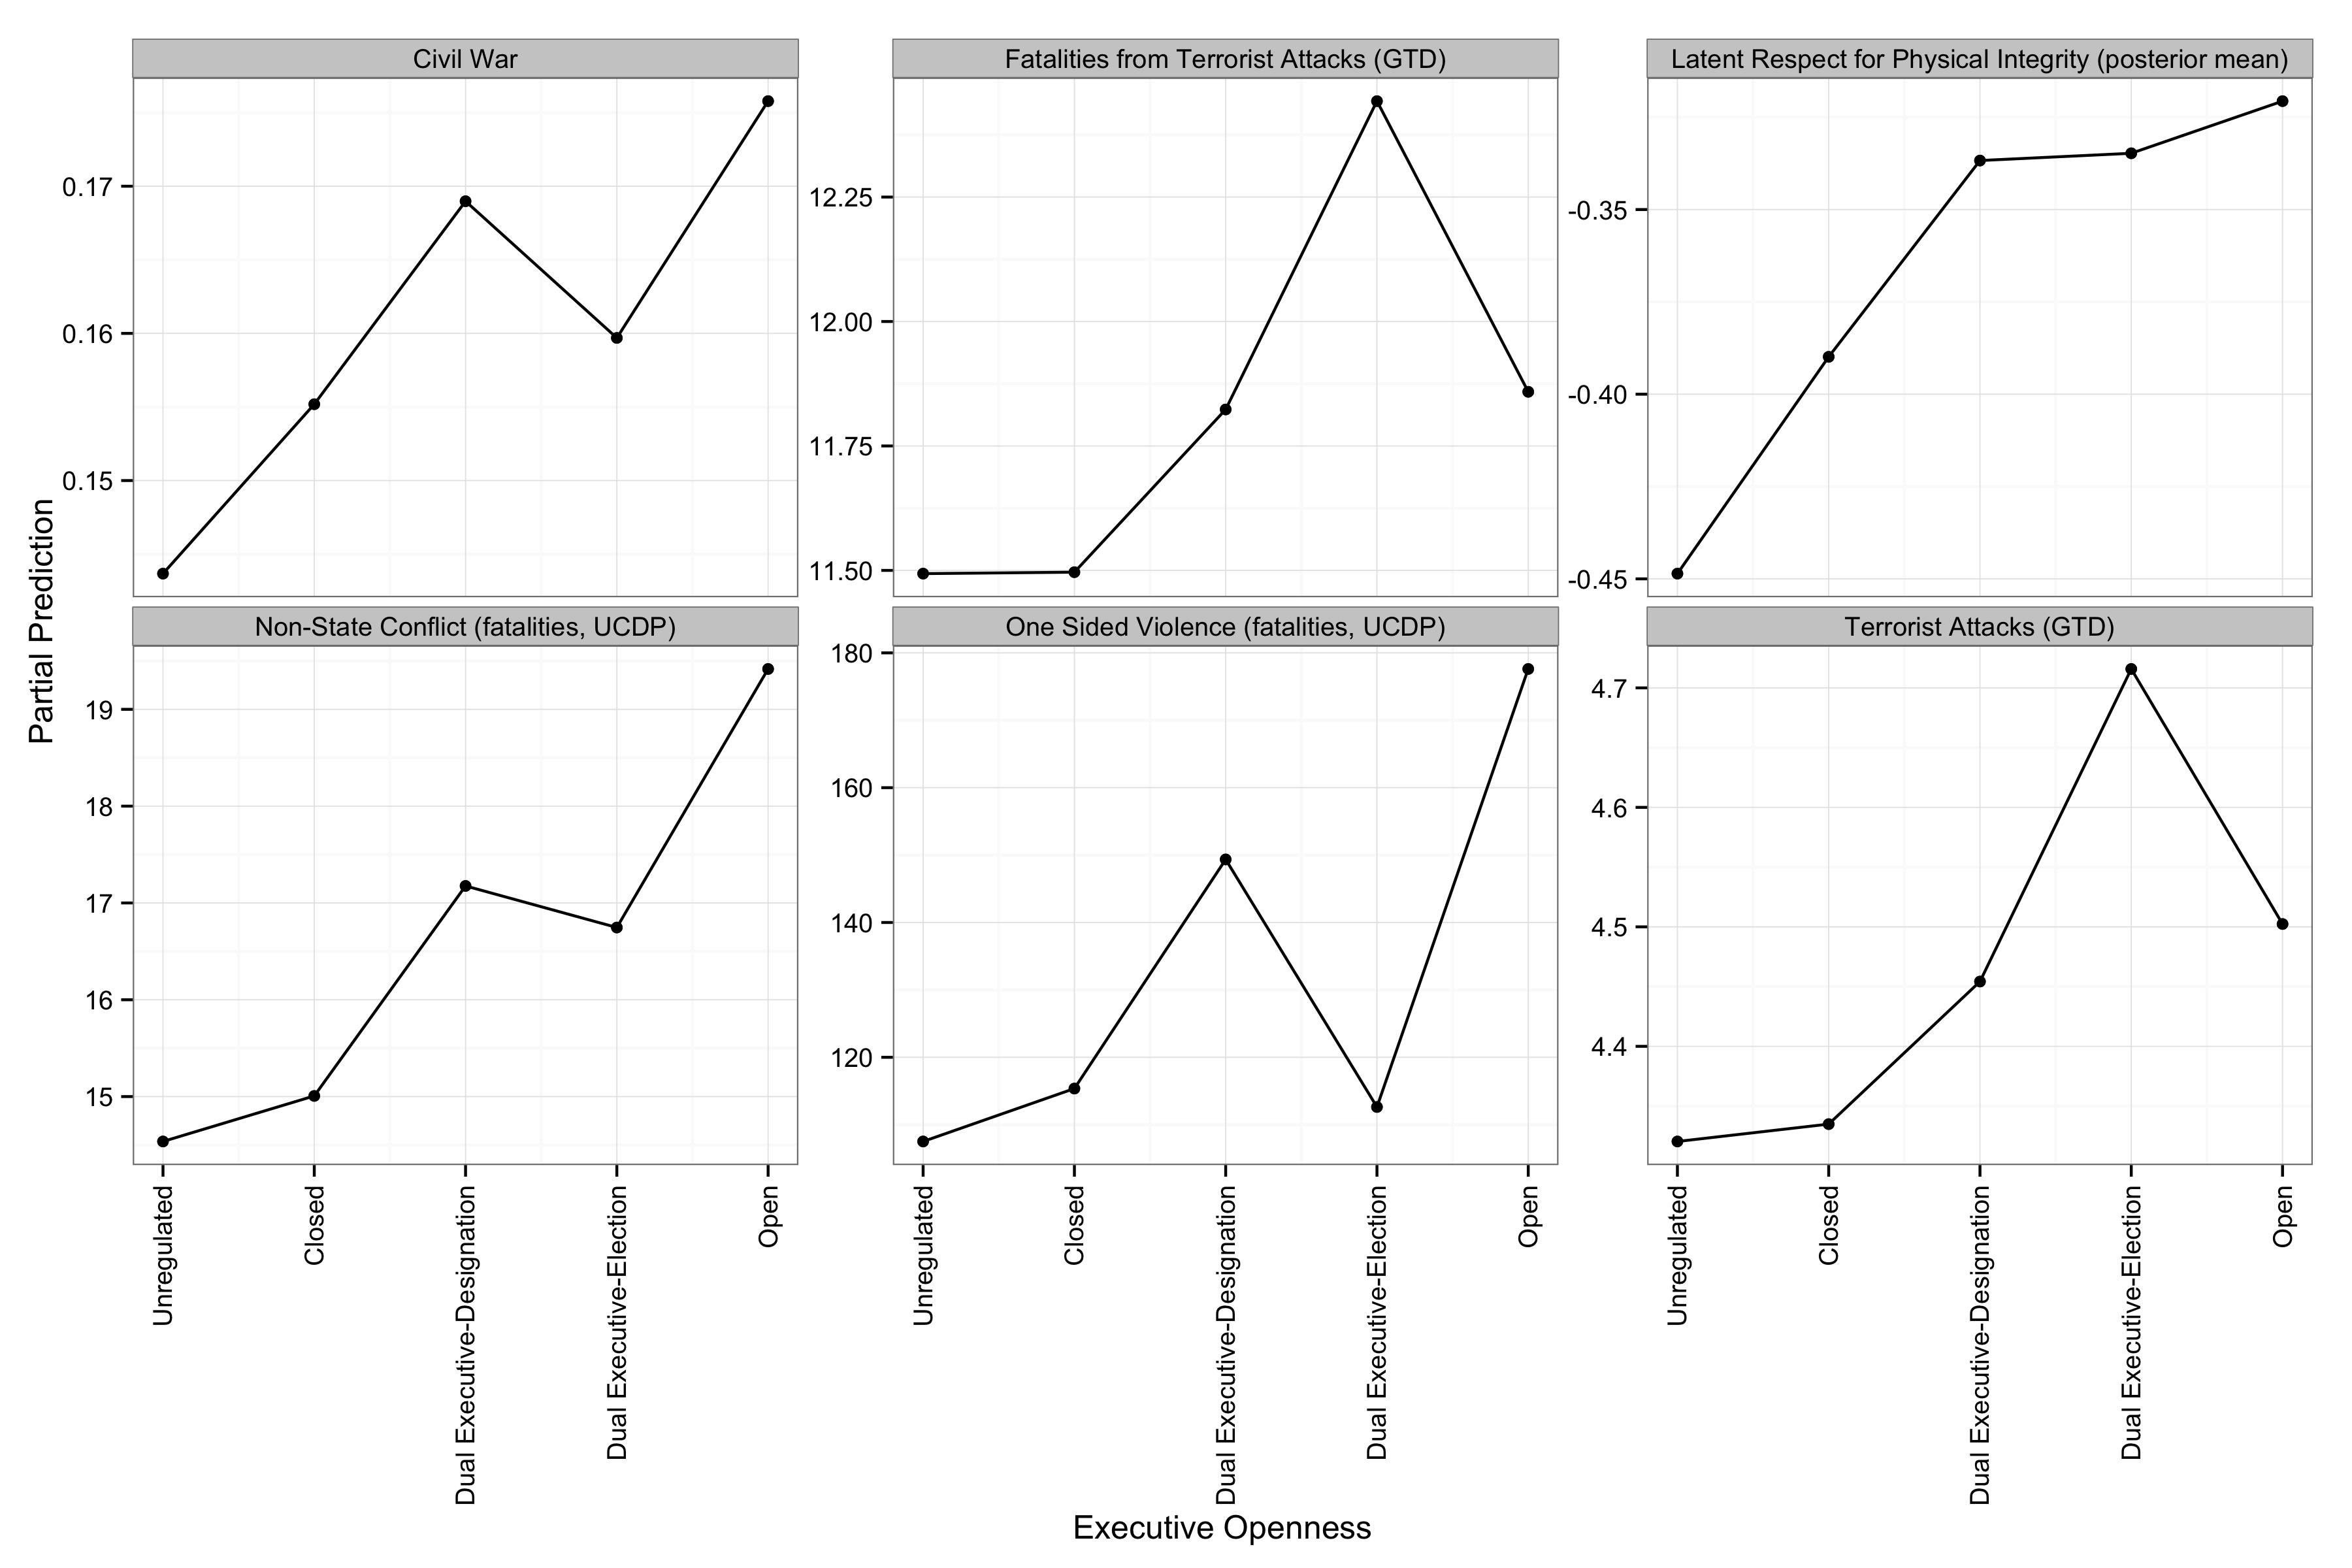 Civil War
Fatalities from Terrorist Attacks (GTD)
Latent Respect for Physical Integrity (posterior mean)
0.17
0.16
0.15
12.25
12.00
11.75
11.50
-0.35
-0.40
-0.45
Partial Prediction
Non-State Conflict (fatalities, UCDP)
One Sided Violence (fatalities, UCDP)
Terrorist Attacks (GTD)
19
18
17
16
15
180
160
140
120
4.7
4.6
4.5
4.4
Unregulated
Closed
Dual Executive-Designation
Dual Executive-Election
Open
Unregulated
Closed
Dual Executive-Designation
Dual Executive-Election
Open
Unregulated
Closed
Dual Executive-Designation
Dual Executive-Election
Open
Executive Openness